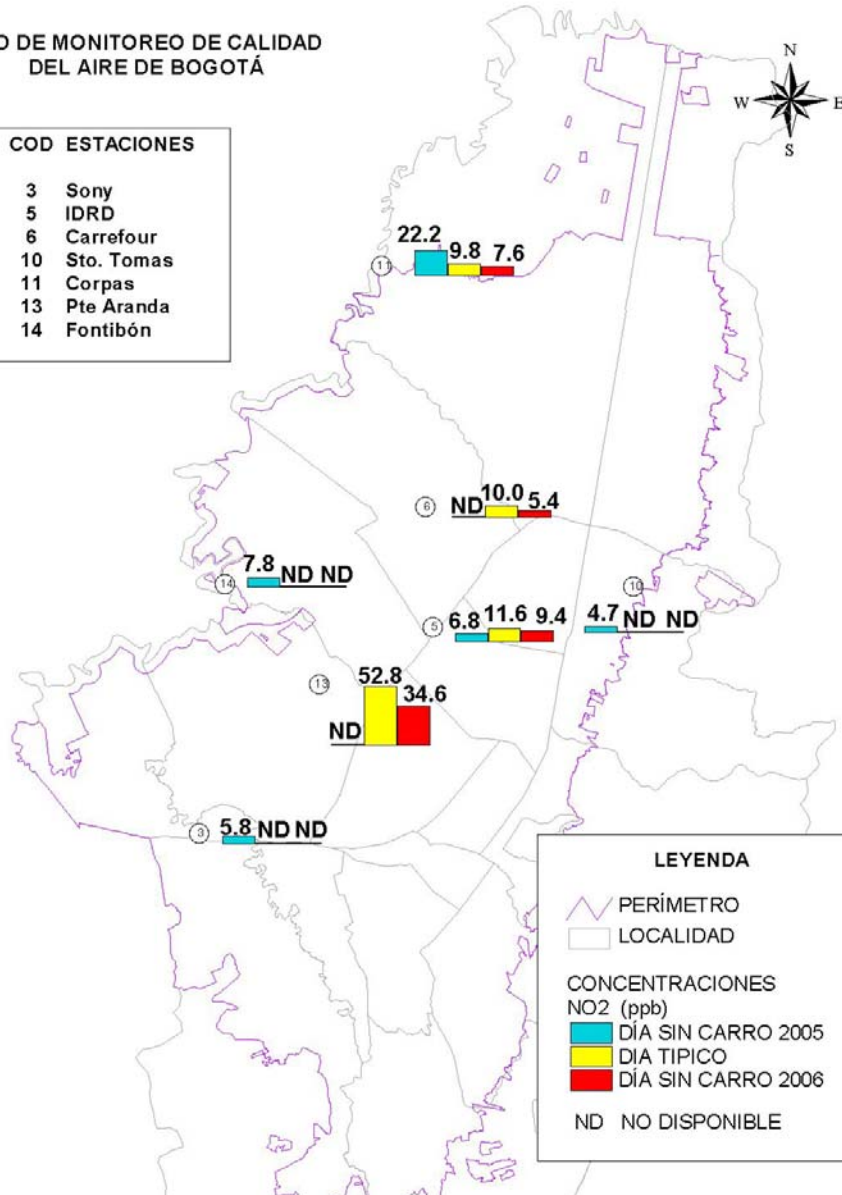 O DE MONITOREO DE CALIDAD
DEL AIRE DE BOGOTÁ
N
W E
S
COD ESTACIONES
3 Sony
5 IDRD
6 Carrefour
10 Sto. Tomas
11 Corpas
13 Pte Aranda
14 Fontibón
11
22.2 9.8 7.6
6
ND 10.0 5.4
14
7.8 ND ND
10
4.7 ND ND
5
6.8 11.6 9.4
13
ND 52.8 34.6
3
5.8 ND ND
LEYENDA
PERÍMETRO
LOCALIDAD
CONCENTRACIONES
NO2 (ppb)
DÍA SIN CARRO 2005
DIA TIPICO
DÍA SIN CARRO 2006
ND NO DISPONIBLE